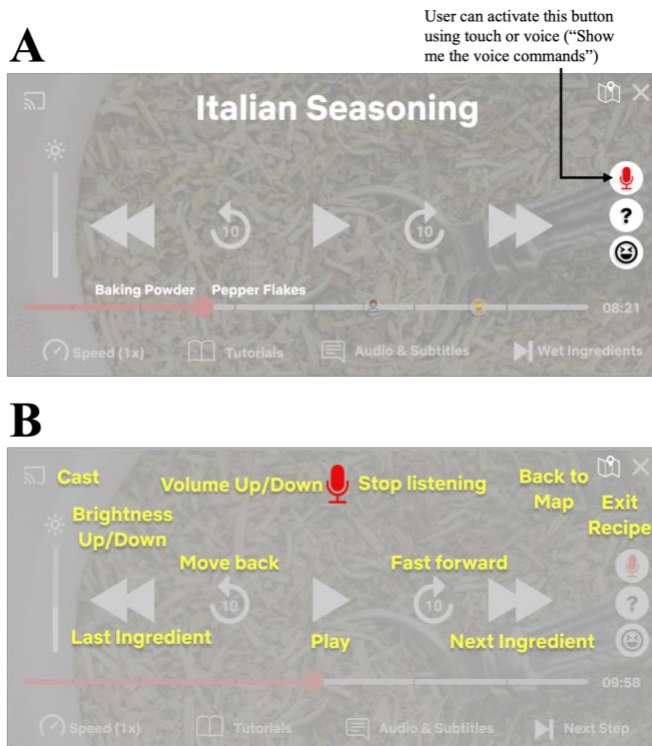 User can activate this button
using touch or voice (“Show
me the voice commands”)
A
Italian Seasoning
10
10
?
Baking Powder Pepper Flakes
08:21
Speed (1x) Tutorials Audio & Subtitles Wet Ingredients
B
Cast
Volume Up/Down Stop listening
Back to
Map
Exit
Recipe
Brightness
Up/Down
Move back Fast forward
10
10
?
Last Ingredient Play Next Ingredient
09:58
Speed (1x) Tutorials Audio & Subtitles Next Step